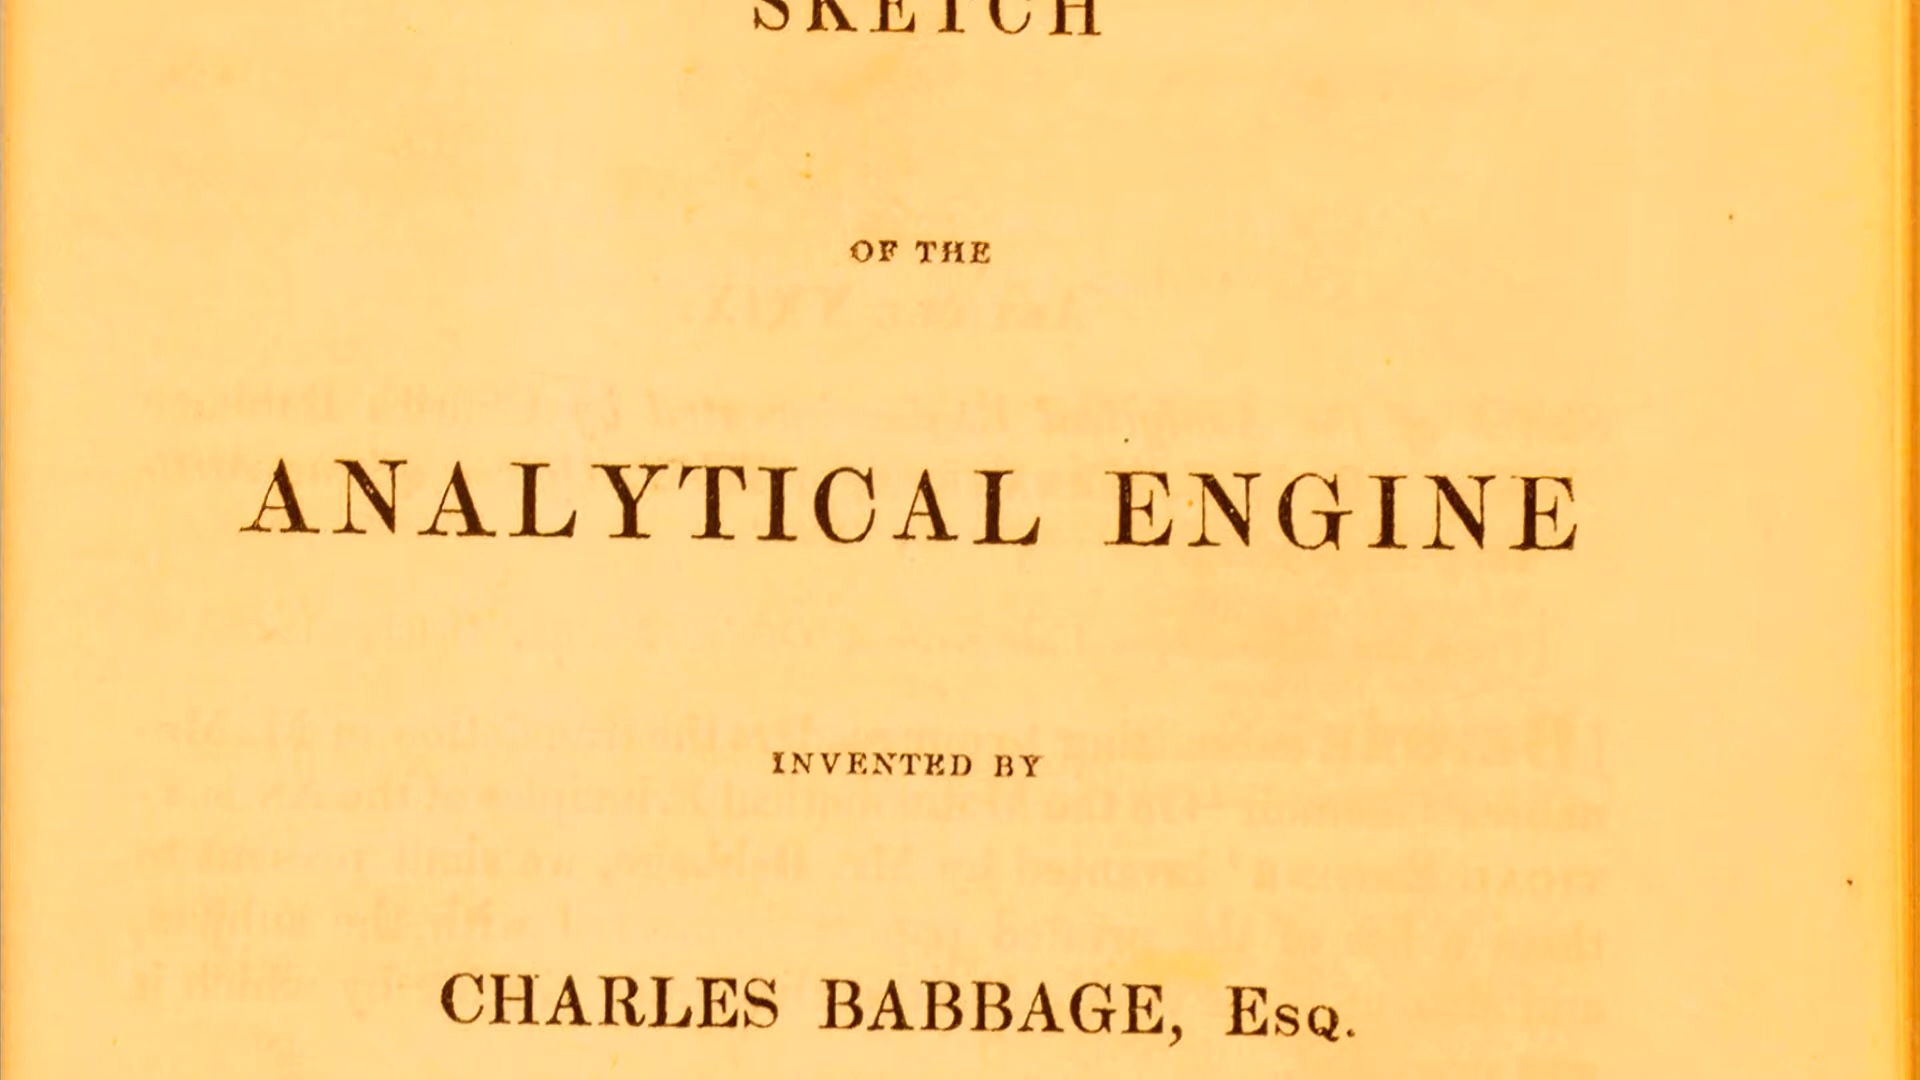 SKETCH
OF THE
ANALYTICAL ENGINE
INVENTED BY
CHARLES BABBAGE, Esq.